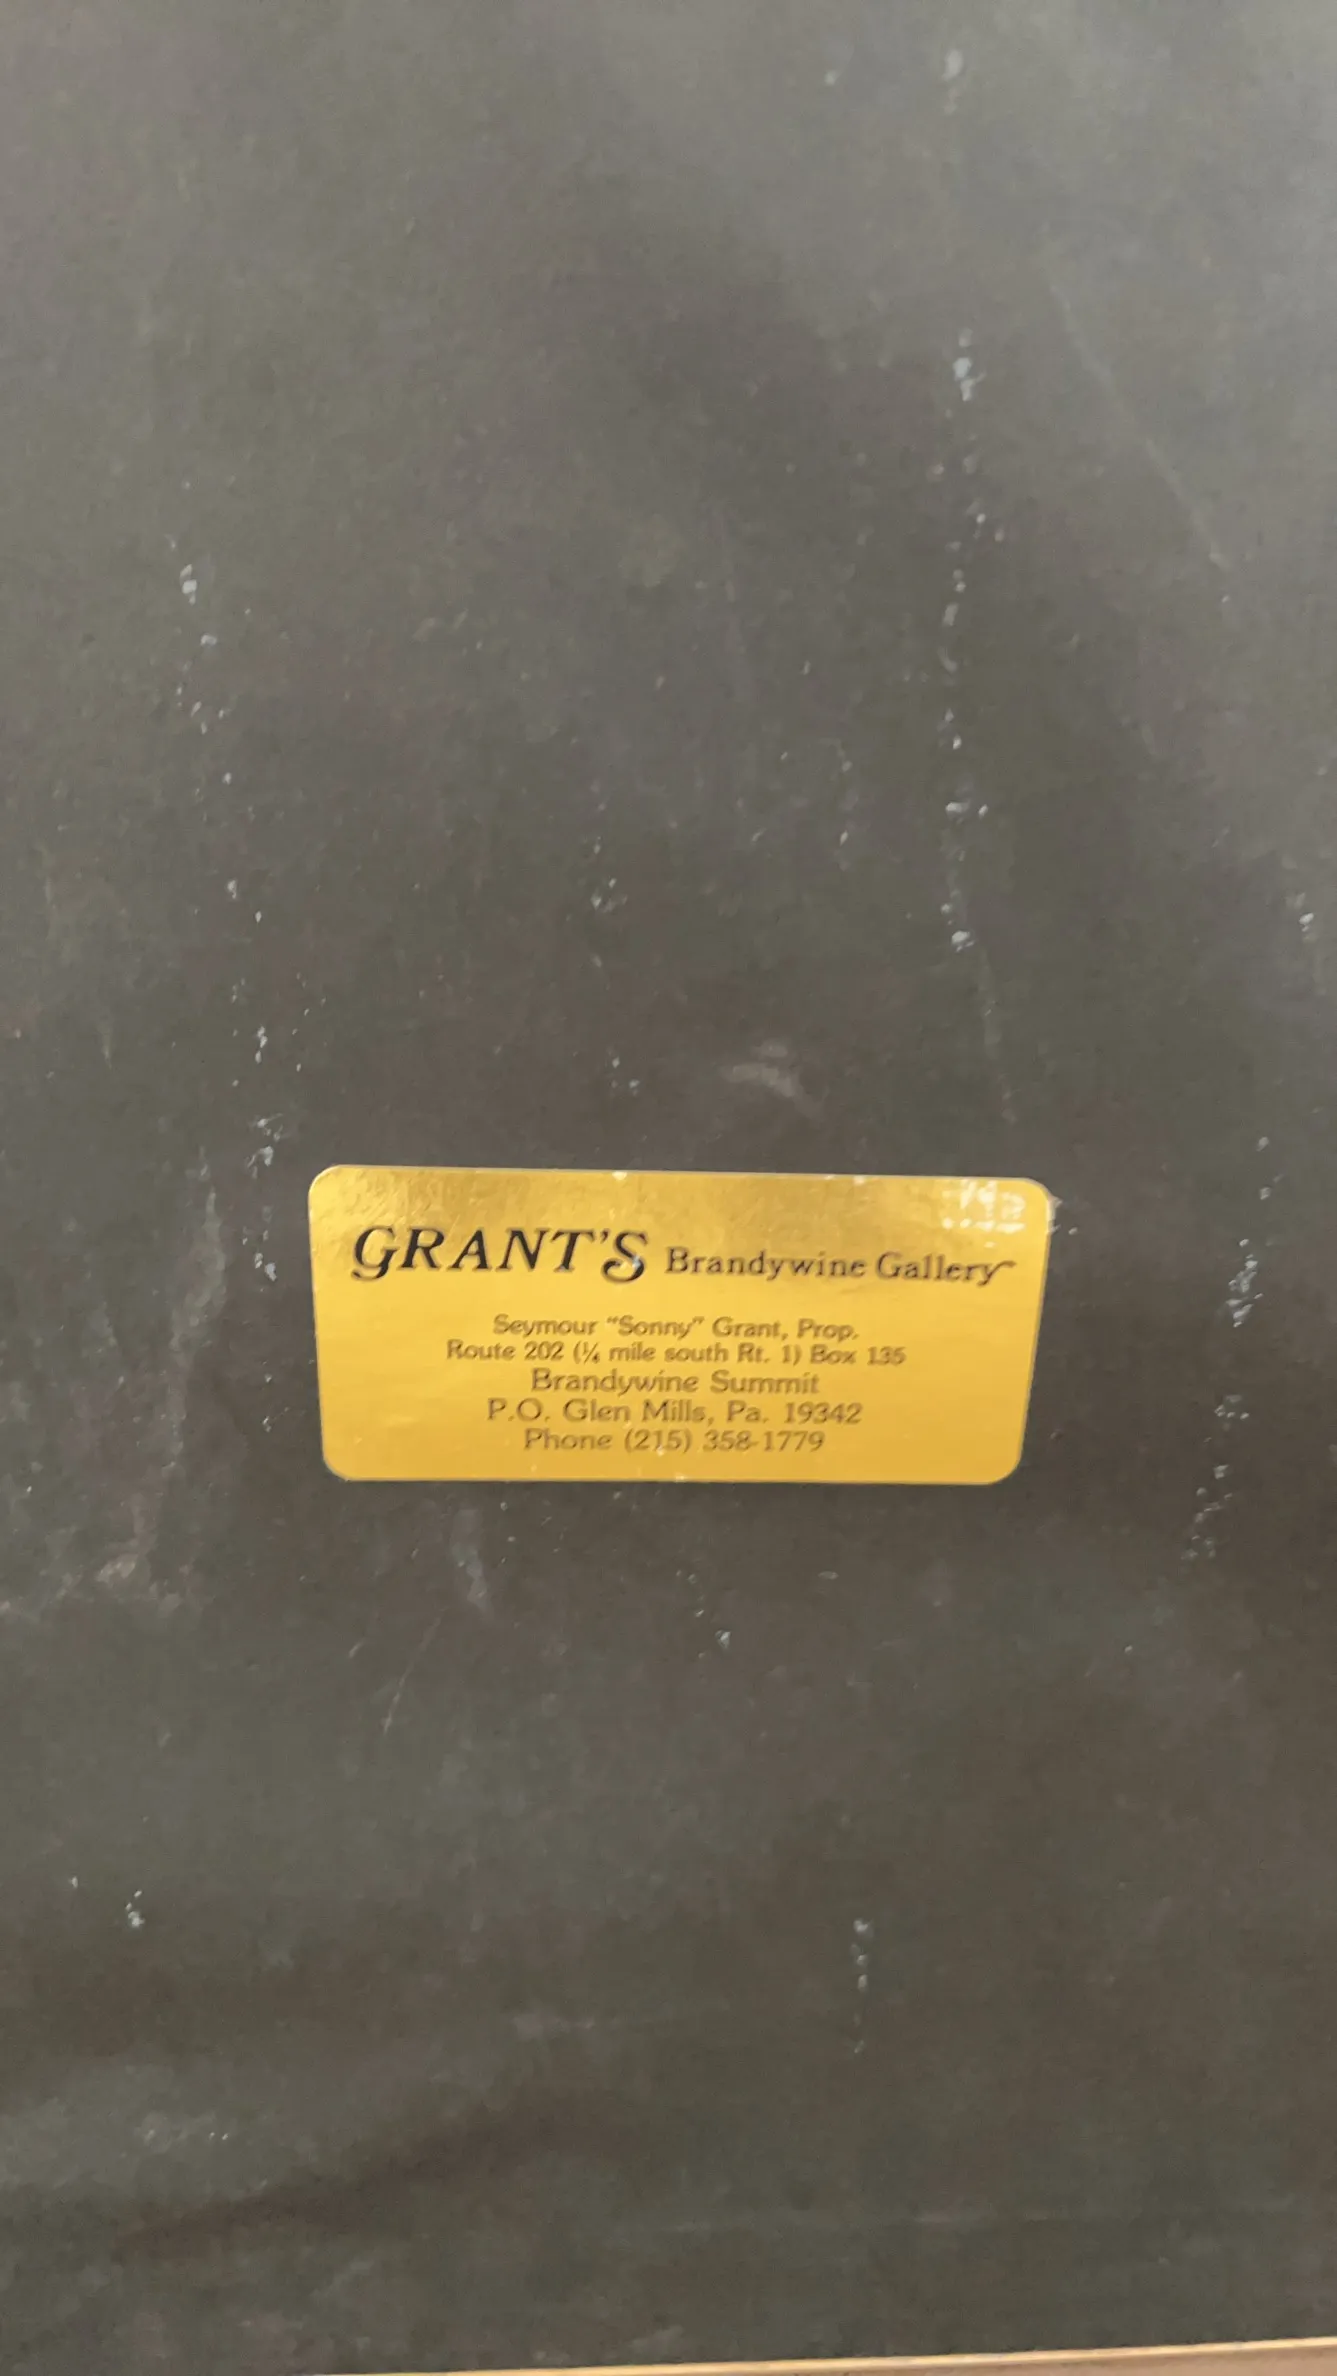 GRANT'S Brandywine Gallery
Seymour "Sonny" Grant, Prop.
Route 202 (¼ mile south Rt. 1) Box 135
Brandywine Summit
P.O. Glen Mills, Pa. 19342
Phone (215) 358-1779